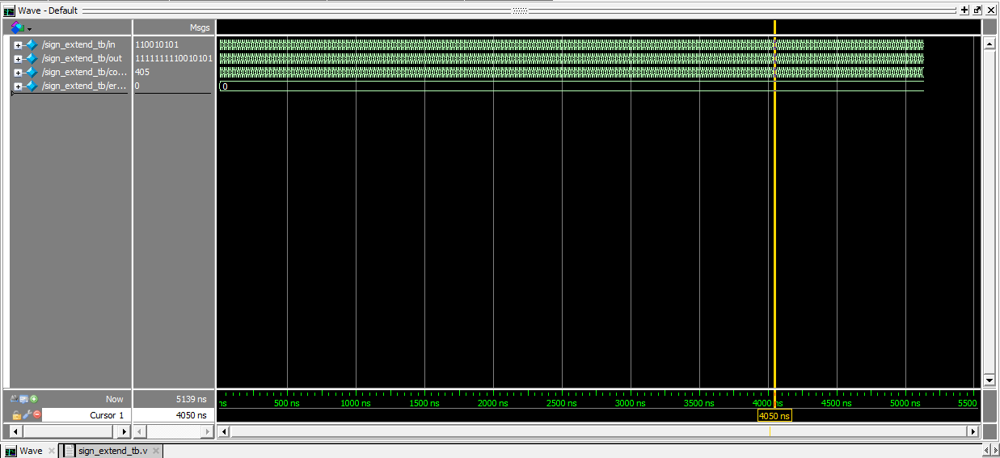 Wave - Default
Msgs
/sign_extend_tb/in 110010101
/sign_extend_tb/out 1111111110010101
/sign_extend_tb/co... 405
/sign_extend_tb/er... 0
0
Now 5139 ns
ns 500 ns 1000 ns 1500 ns 2000 ns 2500 ns 3000 ns 3500 ns 4000 ns 4500 ns 5000 ns 5500
Cursor 1 4050 ns
4050 ns
Wave sign_extend_tb.v